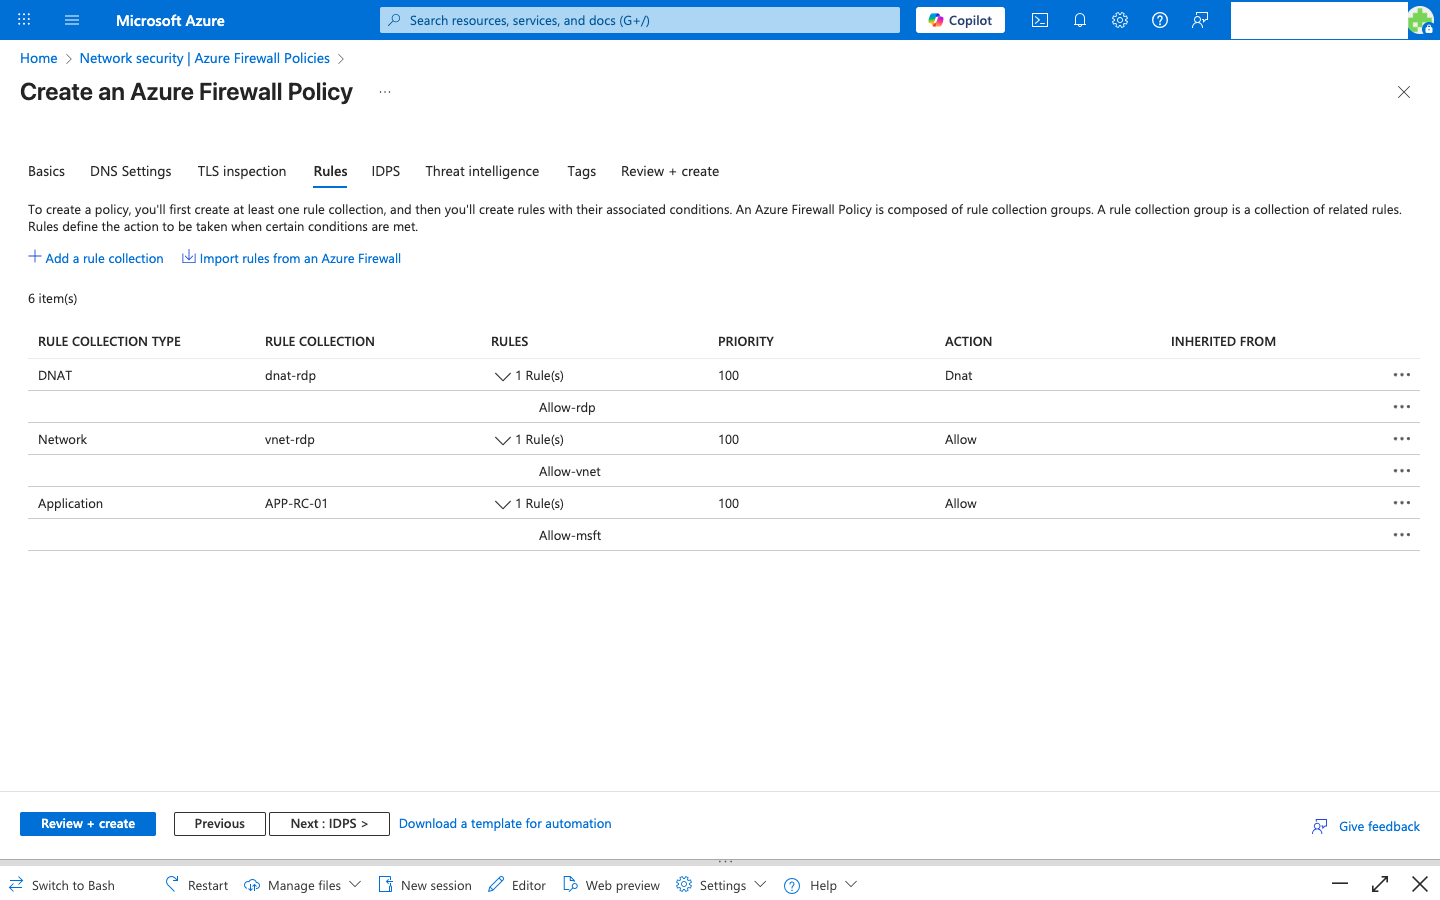 Microsoft Azure
Search resources, services, and docs (G+/)
Copilot
Home > Network security | Azure Firewall Policies >
Create an Azure Firewall Policy ...
Basics DNS Settings TLS inspection Rules IDPS Threat intelligence Tags Review + create
To create a policy, you'll first create at least one rule collection, and then you'll create rules with their associated conditions. An Azure Firewall Policy is composed of rule collection groups. A rule collection group is a collection of related rules.
Rules define the action to be taken when certain conditions are met.
+ Add a rule collection Import rules from an Azure Firewall
6 item(s)
RULE COLLECTION TYPE RULE COLLECTION RULES PRIORITY ACTION INHERITED FROM
DNAT dnat-rdp 1 Rule(s) 100 Dnat
Allow-rdp
Network vnet-rdp 1 Rule(s) 100 Allow
Allow-vnet
Application APP-RC-01 1 Rule(s) 100 Allow
Allow-msft
Review + create Previous Next : IDPS > Download a template for automation Give feedback
Switch to Bash Restart Manage files New session Editor Web preview Settings Help